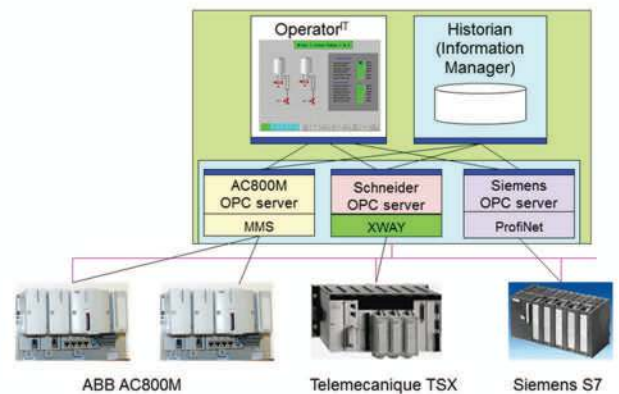 Operator^IT
Historian
(Information
Manager)
AC800M
OPC server
MMS
Schneider
OPC server
XWAY
Siemens
OPC server
ProfiNet
ABB AC800M
Telemecanique TSX
Siemens S7